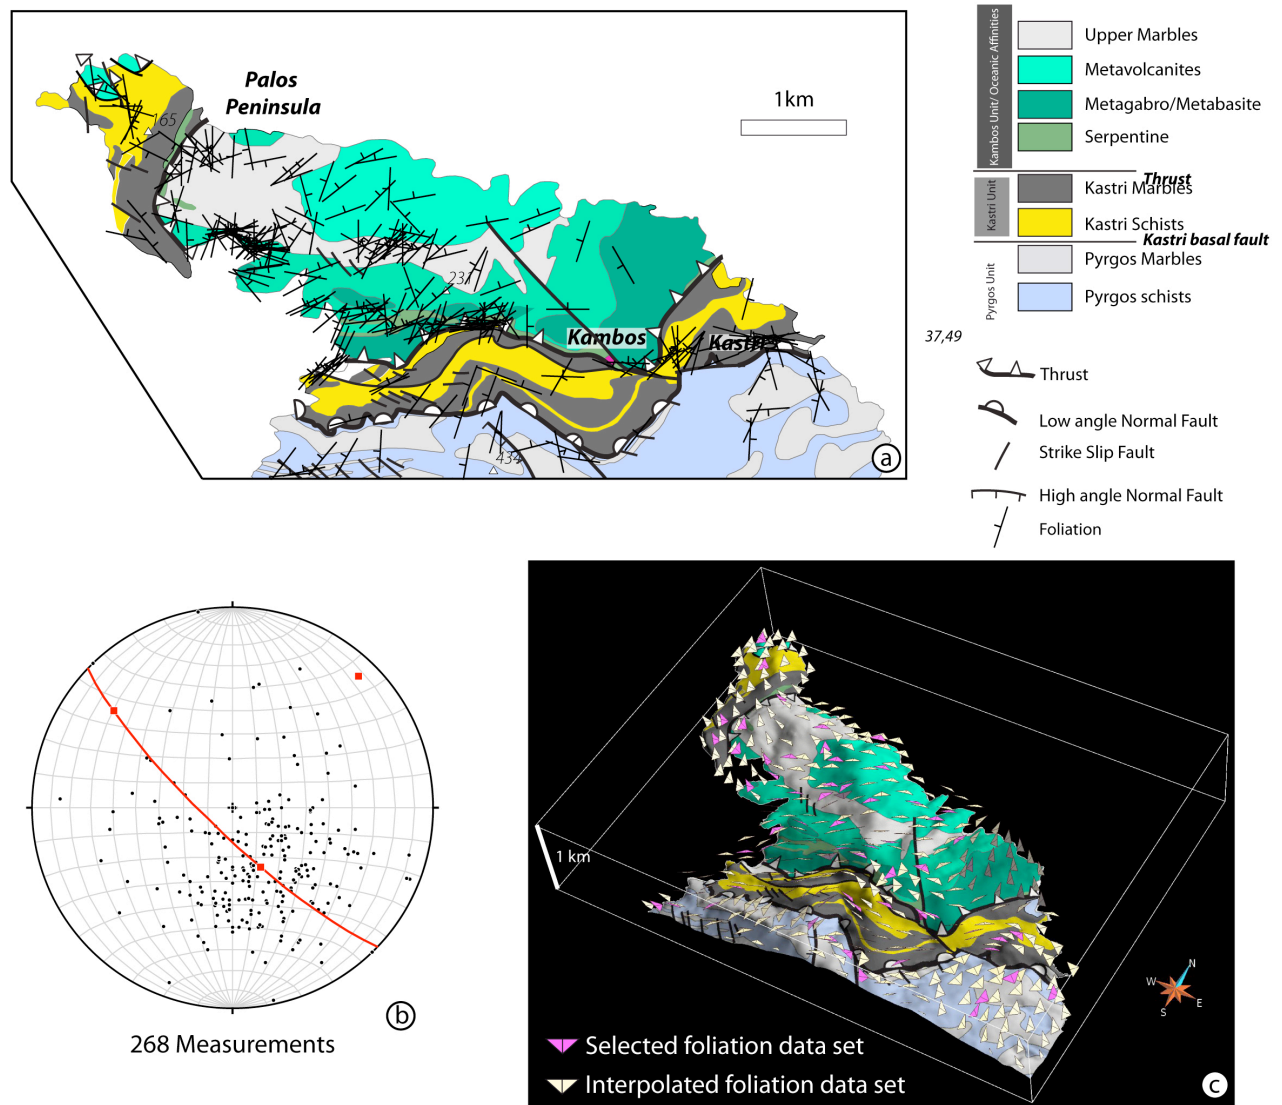 Palos
Peninsula
165
1km
231
Kambos
Kastri
434
a
Kambos Unit/ Oceanic Affinities
Upper Marbles
Metavolcanites
Metagabro/Metabasite
Serpentine
Thrust
Kastri Unit
Kastri Marbles
Kastri Schists
Kastri basal fault
Pyrgos Unit
Pyrgos Marbles
Pyrgos schists
37,49
Thrust
Low angle Normal Fault
Strike Slip Fault
High angle Normal Fault
Foliation
b
268 Measurements
1 km
N
W
E
S
Selected foliation data set
Interpolated foliation data set
c